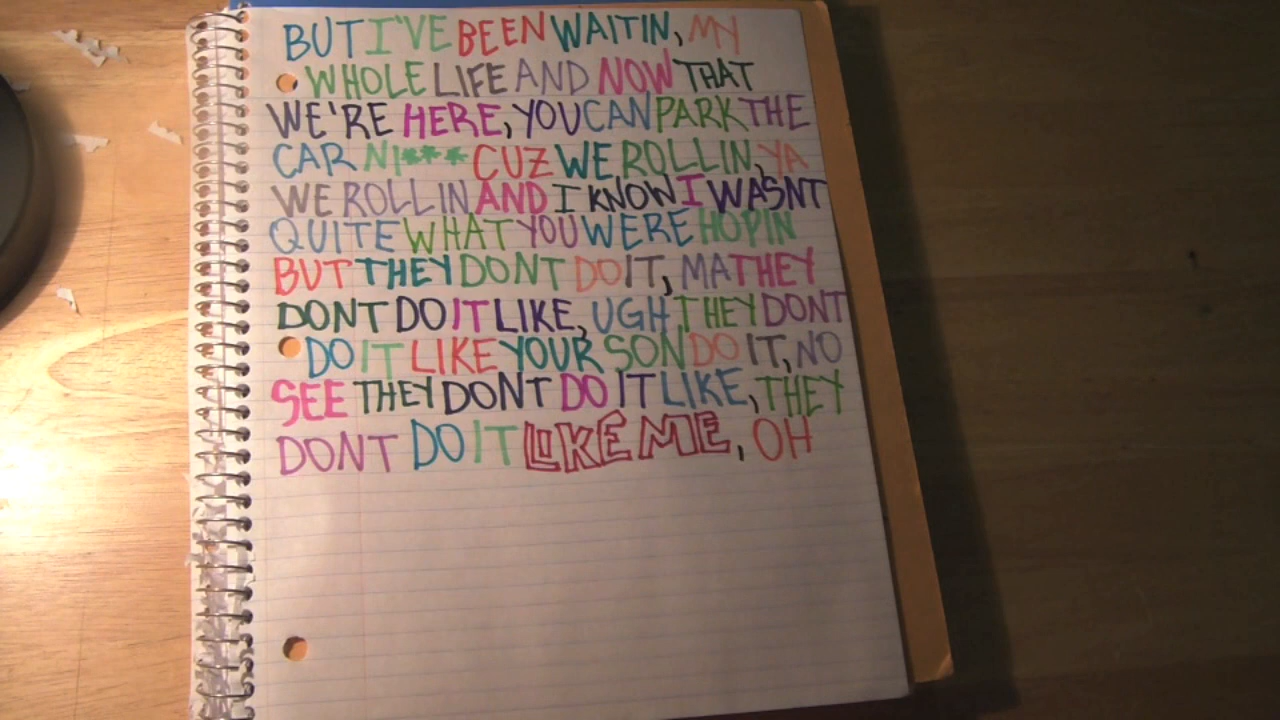 BUT I'VE BEEN WAITIN, MY
WHOLE LIFE AND NOW THAT
WE'RE HERE, YOU CAN PARK THE
CAR NI*** CUZ WE ROLLIN, YA
WE ROLLIN AND I KNOW I WASNT
QUITE WHAT YOU WERE HOPIN
BUT THEY DONT DO IT, MA THEY
DONT DO IT LIKE, UGH THEY DONT
DO IT LIKE YOUR SON DO IT, NO
SEE THEY DONT DO IT LIKE, THEY
DONT DO IT LIKE ME, OH